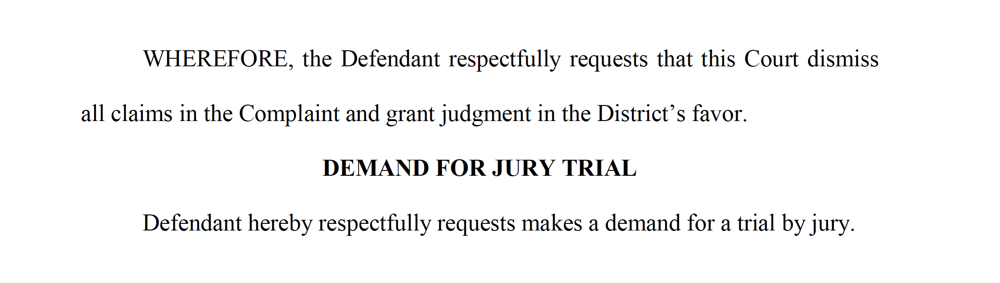 WHEREFORE, the Defendant respectfully requests that this Court dismiss
all claims in the Complaint and grant judgment in the District’s favor.
DEMAND FOR JURY TRIAL
Defendant hereby respectfully requests makes a demand for a trial by jury.